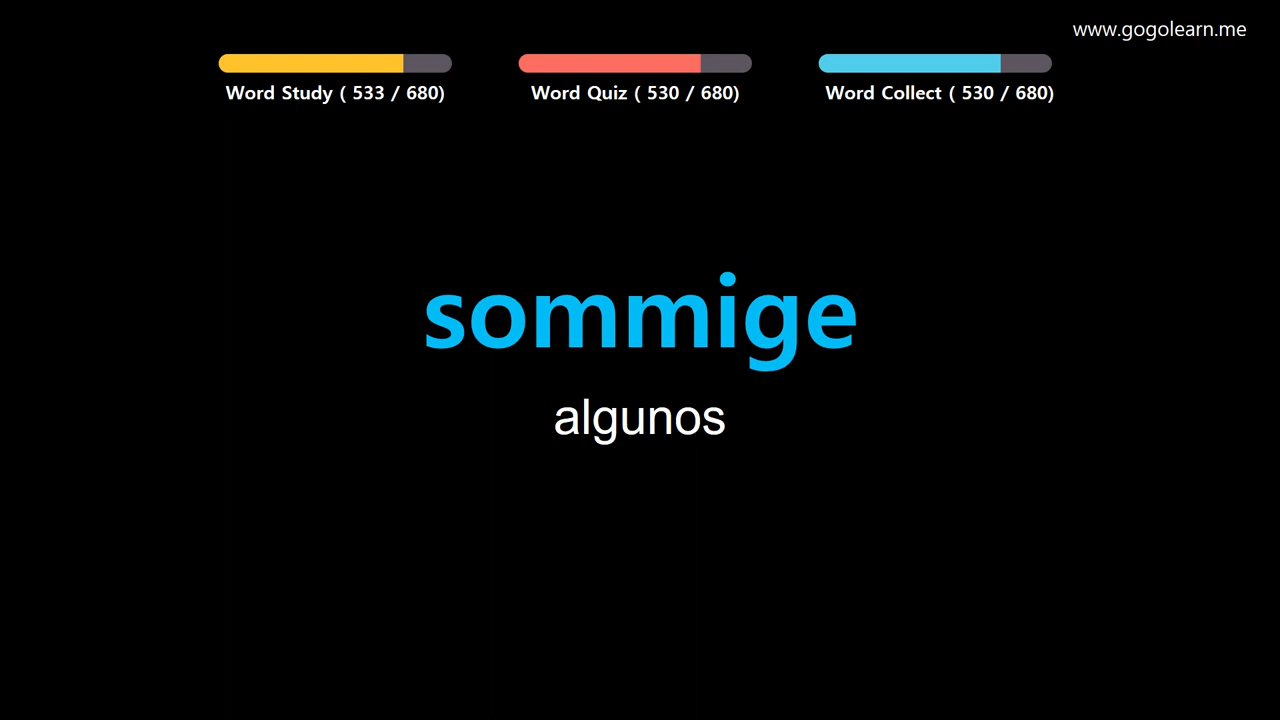 www.gogolearn.me
Word Study ( 533 / 680)
Word Quiz ( 530 / 680)
Word Collect ( 530 / 680)
sommige
algunos